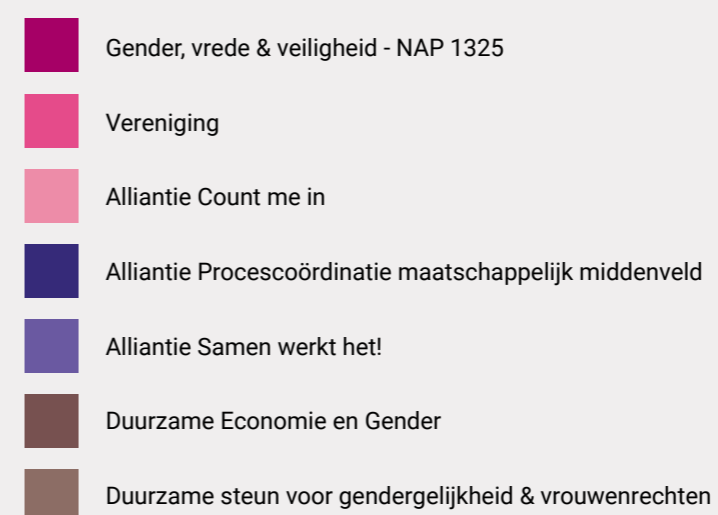 Gender, vrede & veiligheid - NAP 1325
Vereniging
Alliantie Count me in
Alliantie Procescoördinatie maatschappelijk middenveld
Alliantie Samen werkt het!
Duurzame Economie en Gender
Duurzame steun voor gendergelijkheid & vrouwenrechten